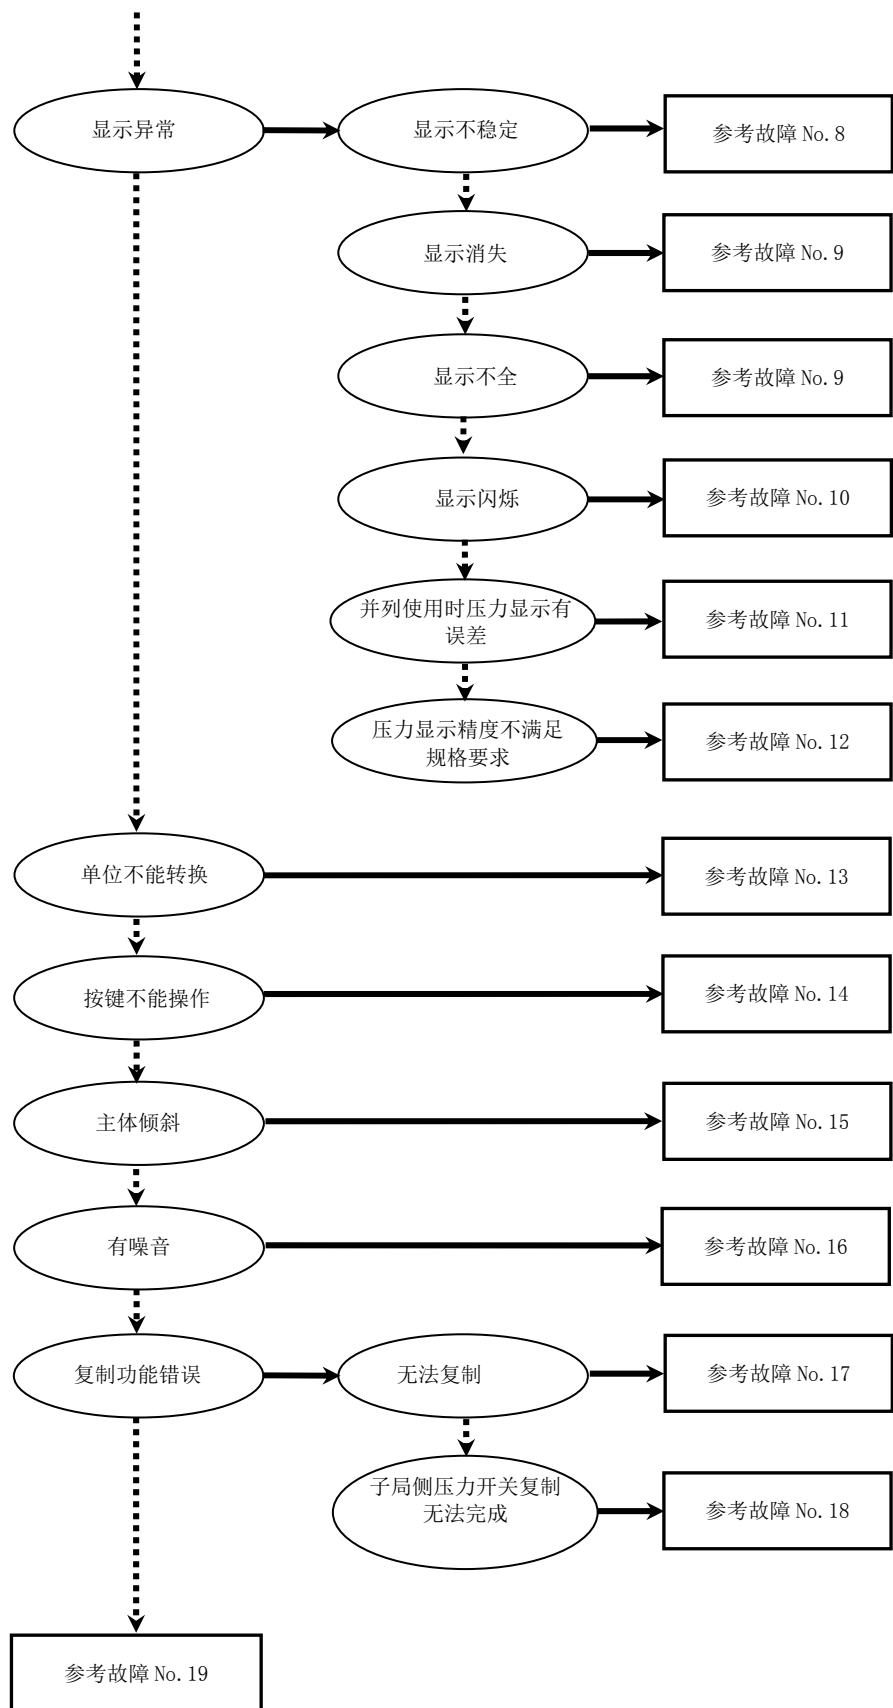 显示异常
显示不稳定
参考故障 No.8
显示消失
参考故障 No.9
显示不全
参考故障 No.9
显示闪烁
参考故障 No.10
并列使用时压力显示有
误差
参考故障 No.11
压力显示精度不满足
规格要求
参考故障 No.12
单位不能转换
参考故障 No.13
按键不能操作
参考故障 No.14
主体倾斜
参考故障 No.15
有噪音
参考故障 No.16
复制功能错误
无法复制
参考故障 No.17
子局侧压力开关复制
无法完成
参考故障 No.18
参考故障 No.19